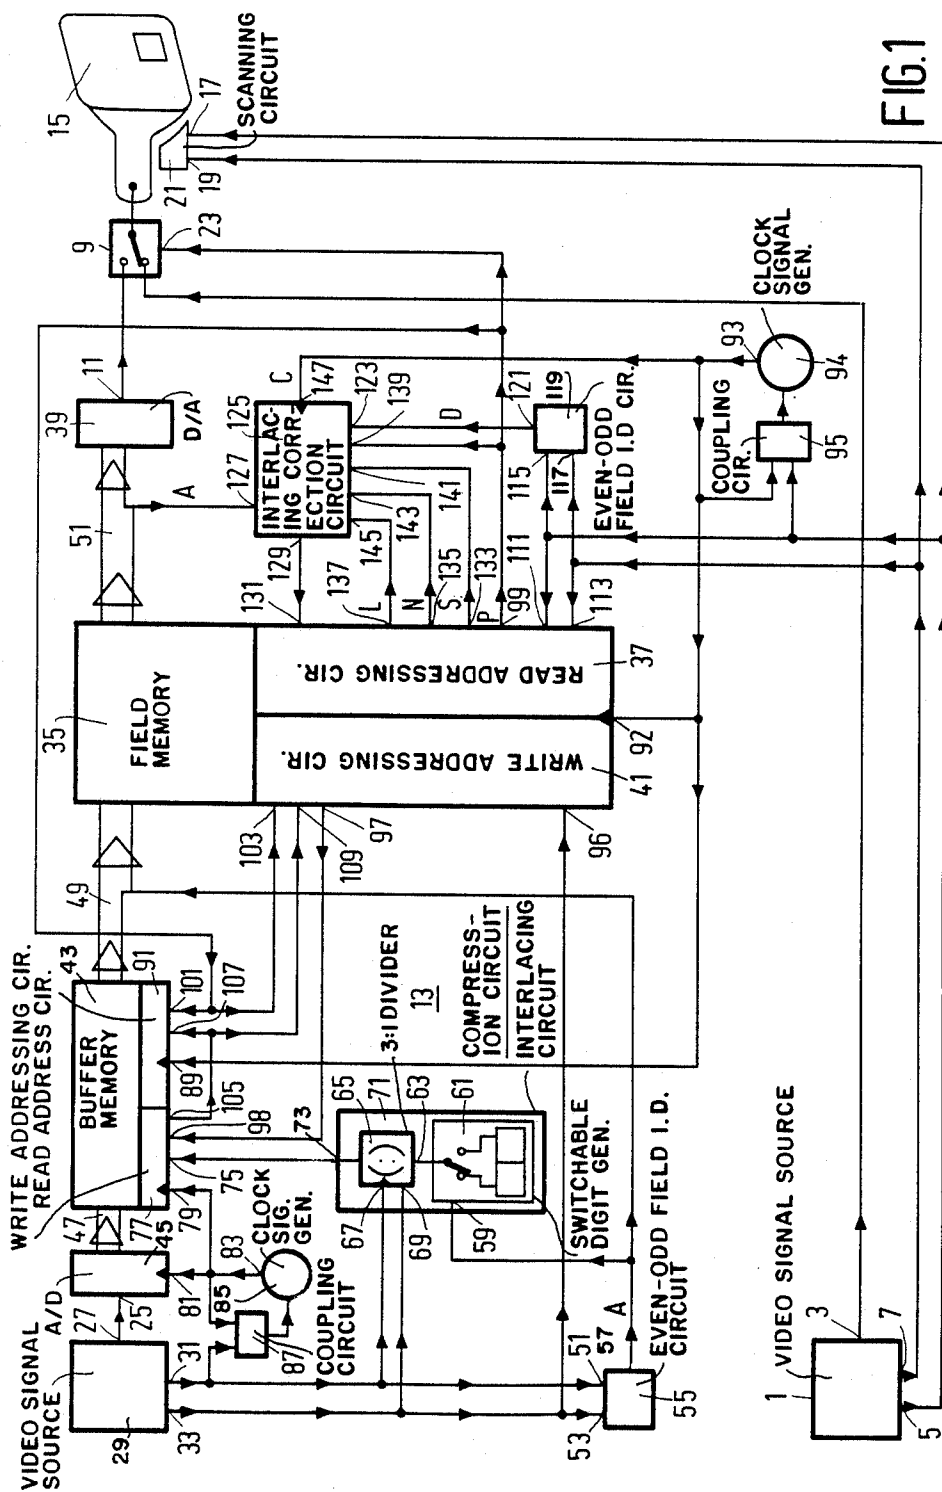 VIDEO SIGNAL
SOURCE
29
27
A/D
25
45
47
31
33
81
83
85
87
CLOCK
SIG.
GEN.
COUPLING
CIRCUIT
WRITE ADDRESSING CIR.
READ ADDRESS CIR.
BUFFER
MEMORY
43
91
77
79
75
98
105
89
107
101
49
73
67
65
71
69
63
61
59
3:1 DIVIDER
(:)
13
COMPRESS-
ION CIRCUIT
INTERLACING
CIRCUIT
SWITCHABLE
DIGIT GEN.
53
51
57
A
55
EVEN-ODD FIELD I.D.
CIRCUIT
35
FIELD
MEMORY
WRITE ADDRESSING CIR.
41
READ ADDRESSING CIR.
37
103
109
97
96
92
51
39
11
D/A
A
131
129
127
125
INTERLAC-
ING CORR-
ECTION
CIRCUIT
C
147
123
139
141
143
145
137
L
N
135
S
133
P
99
111
113
D
121
119
115
117
EVEN-ODD
FIELD I.D CIR.
COUPLING
CIR.
95
93
94
CLOCK
SIGNAL
GEN.
9
23
15
21
19
17
SCANNING
CIRCUIT
VIDEO SIGNAL SOURCE
1
3
5
7
FIG.1